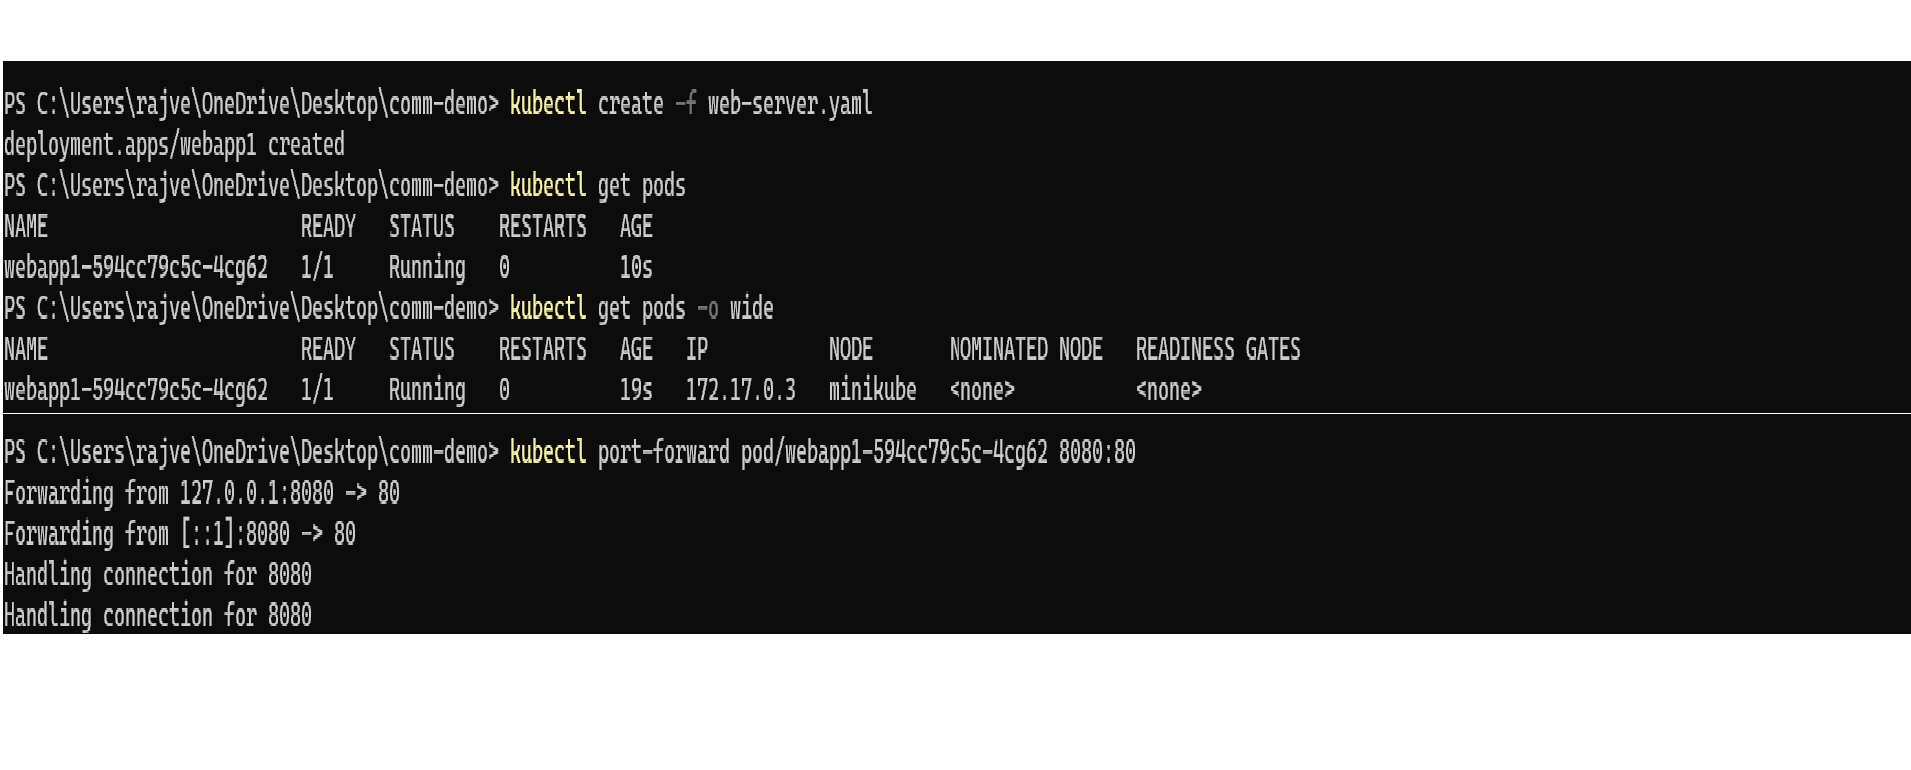 PS C:\Users\rajve\OneDrive\Desktop\comm-demo> kubectl create -f web-server.yaml
deployment.apps/webapp1 created
PS C:\Users\rajve\OneDrive\Desktop\comm-demo> kubectl get pods
NAME                       READY   STATUS    RESTARTS   AGE
webapp1-594cc79c5c-4cg62   1/1     Running   0          10s
PS C:\Users\rajve\OneDrive\Desktop\comm-demo> kubectl get pods -o wide
NAME                       READY   STATUS    RESTARTS   AGE   IP           NODE       NOMINATED NODE   READINESS GATES
webapp1-594cc79c5c-4cg62   1/1     Running   0          19s   172.17.0.3   minikube   <none>           <none>
PS C:\Users\rajve\OneDrive\Desktop\comm-demo> kubectl port-forward pod/webapp1-594cc79c5c-4cg62 8080:80
Forwarding from 127.0.0.1:8080 -> 80
Forwarding from [::1]:8080 -> 80
Handling connection for 8080
Handling connection for 8080